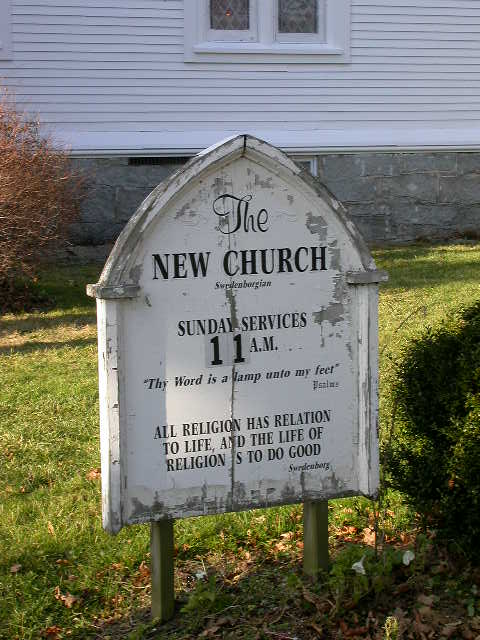 The
NEW CHURCH
Swedenborgian
SUNDAY SERVICES
11 A.M.
"Thy Word is a lamp unto my feet"
Psalms
ALL RELIGION HAS RELATION
TO LIFE, AND THE LIFE OF
RELIGION IS TO DO GOOD
Swedenborg